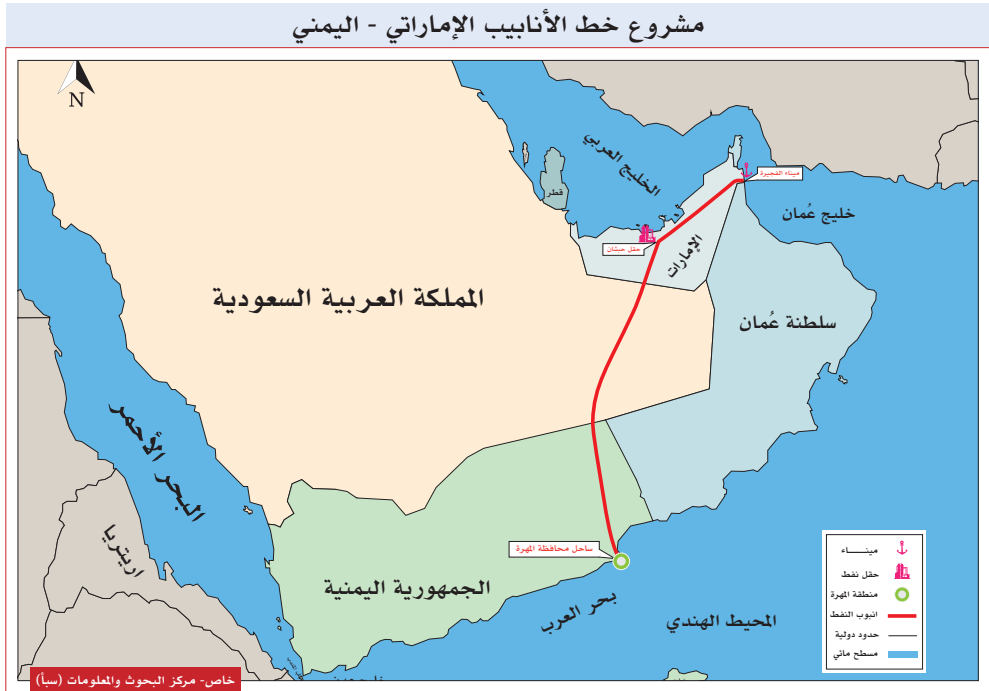 مشروع خط الأنابيب الإماراتي - اليمني
N
الخليج العربي
قطر
ميناء الفجيرة
خليج عُمان
حقل حبشان
الإمارات
المملكة العربية السعودية
سلطنة عُمان
البحر الأحمر
اريتريا
ساحل محافظة المهرة
الجمهورية اليمنية
بحر العرب
المحيط الهندي
مينـــاء
حقل نفط
منطقة المهرة
انبوب النفط
حدود دولية
مسطح مائي
خاص- مركز البحوث والمعلومات (سبأ)